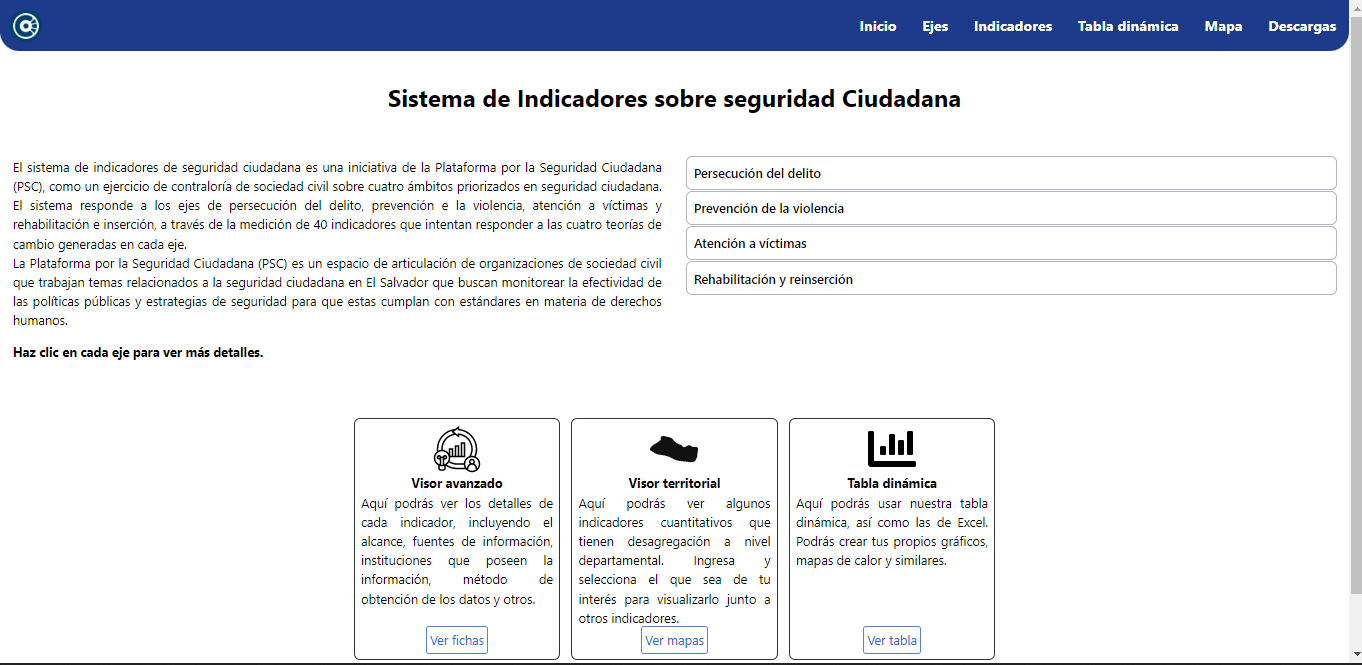 Inicio Ejes Indicadores Tabla dinámica Mapa Descargas
Sistema de Indicadores sobre seguridad Ciudadana
El sistema de indicadores de seguridad ciudadana es una iniciativa de la Plataforma por la Seguridad Ciudadana
(PSC), como un ejercicio de contraloría de sociedad civil sobre cuatro ámbitos priorizados en seguridad ciudadana.
El sistema responde a los ejes de persecución del delito, prevención e la violencia, atención a víctimas y
rehabilitación e inserción, a través de la medición de 40 indicadores que intentan responder a las cuatro teorías de
cambio generadas en cada eje.
La Plataforma por la Seguridad Ciudadana (PSC) es un espacio de articulación de organizaciones de sociedad civil
que trabajan temas relacionados a la seguridad ciudadana en El Salvador que buscan monitorear la efectividad de
las políticas públicas y estrategias de seguridad para que estas cumplan con estándares en materia de derechos
humanos.
Haz clic en cada eje para ver más detalles.
Persecución del delito
Prevención de la violencia
Atención a víctimas
Rehabilitación y reinserción
Visor avanzado
Aquí podrás ver los detalles de
cada indicador, incluyendo el
alcance, fuentes de información,
instituciones que poseen la
información, método de
obtención de los datos y otros.
Ver fichas
Visor territorial
Aquí podrás ver algunos
indicadores cuantitativos que
tienen desagregación a nivel
departamental. Ingresa y
selecciona el que sea de tu
interés para visualizarlo junto a
otros indicadores.
Ver mapas
Tabla dinámica
Aquí podrás usar nuestra tabla
dinámica, así como las de Excel.
Podrás crear tus propios gráficos,
mapas de calor y similares.
Ver tabla